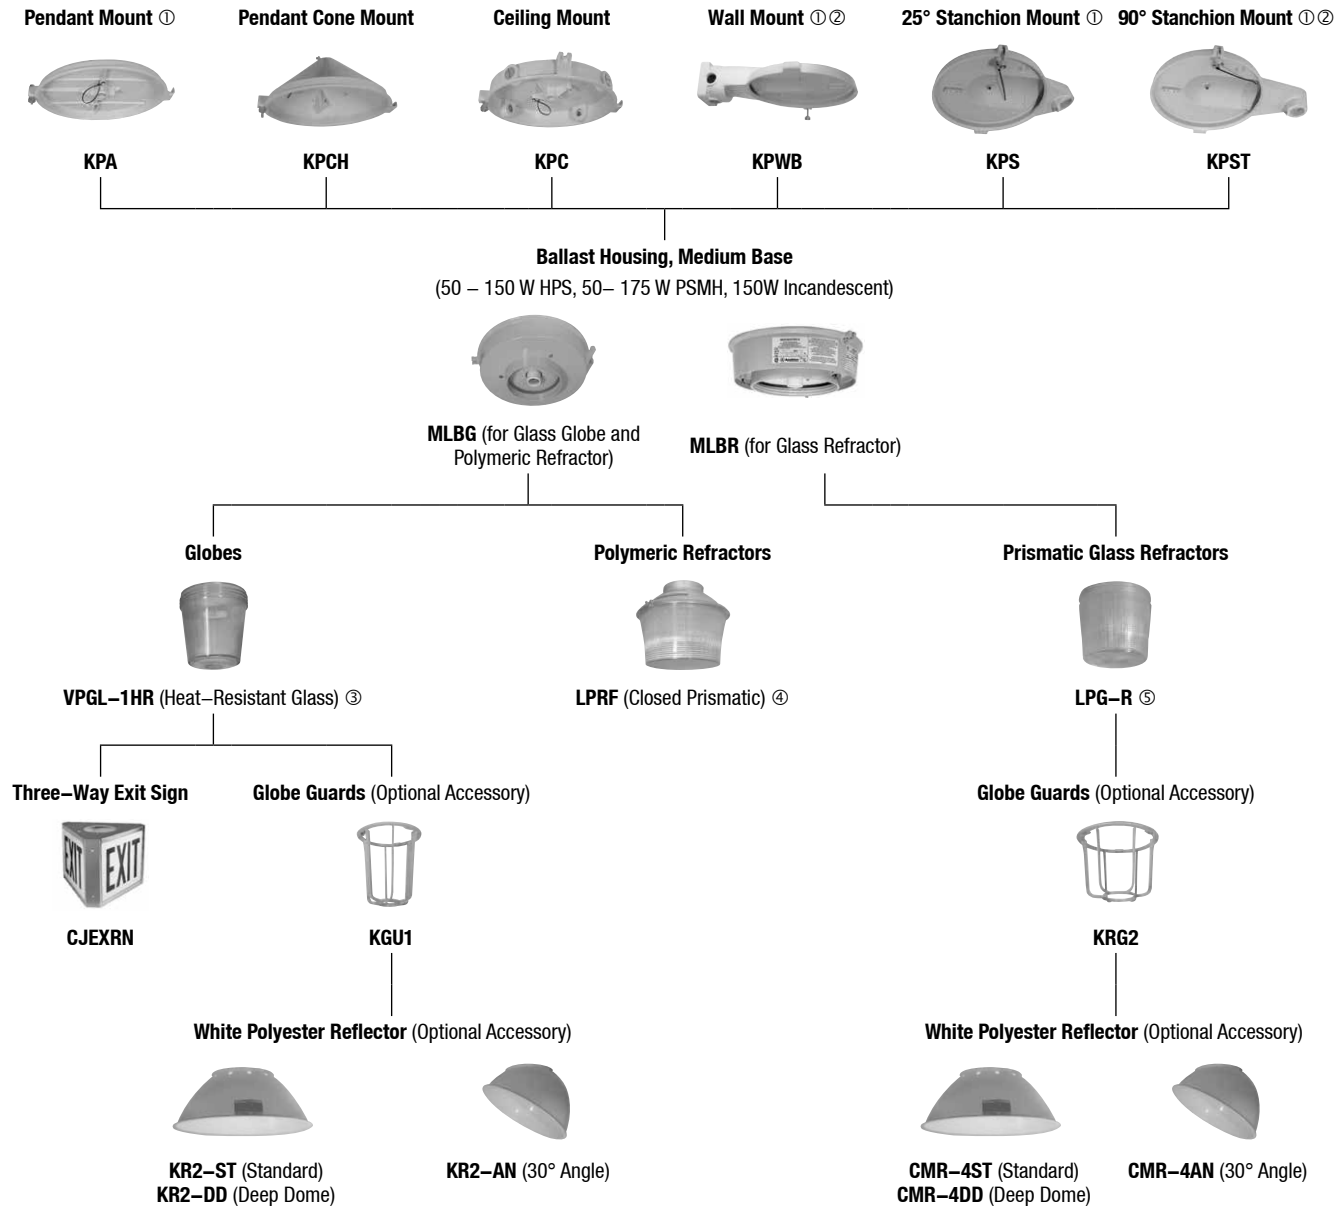 Pendant Mount ① Pendant Cone Mount Ceiling Mount Wall Mount ①② 25° Stanchion Mount ① 90° Stanchion Mount ①②
KPA KPCH KPC KPWB KPS KPST
Ballast Housing, Medium Base
(50 – 150 W HPS, 50– 175 W PSMH, 150W Incandescent)
MLBG (for Glass Globe and
Polymeric Refractor)
MLBR (for Glass Refractor)
Globes Polymeric Refractors Prismatic Glass Refractors
VPGL–1HR (Heat–Resistant Glass) ③ LPRF (Closed Prismatic) ④ LPG–R ⑤
Three–Way Exit Sign Globe Guards (Optional Accessory) Globe Guards (Optional Accessory)
EXIT EXIT
CJEXRN KGU1 KRG2
White Polyester Reflector (Optional Accessory) White Polyester Reflector (Optional Accessory)
KR2–ST (Standard) KR2–AN (30° Angle) CMR–4ST (Standard) CMR–4AN (30° Angle)
KR2–DD (Deep Dome) CMR–4DD (Deep Dome)